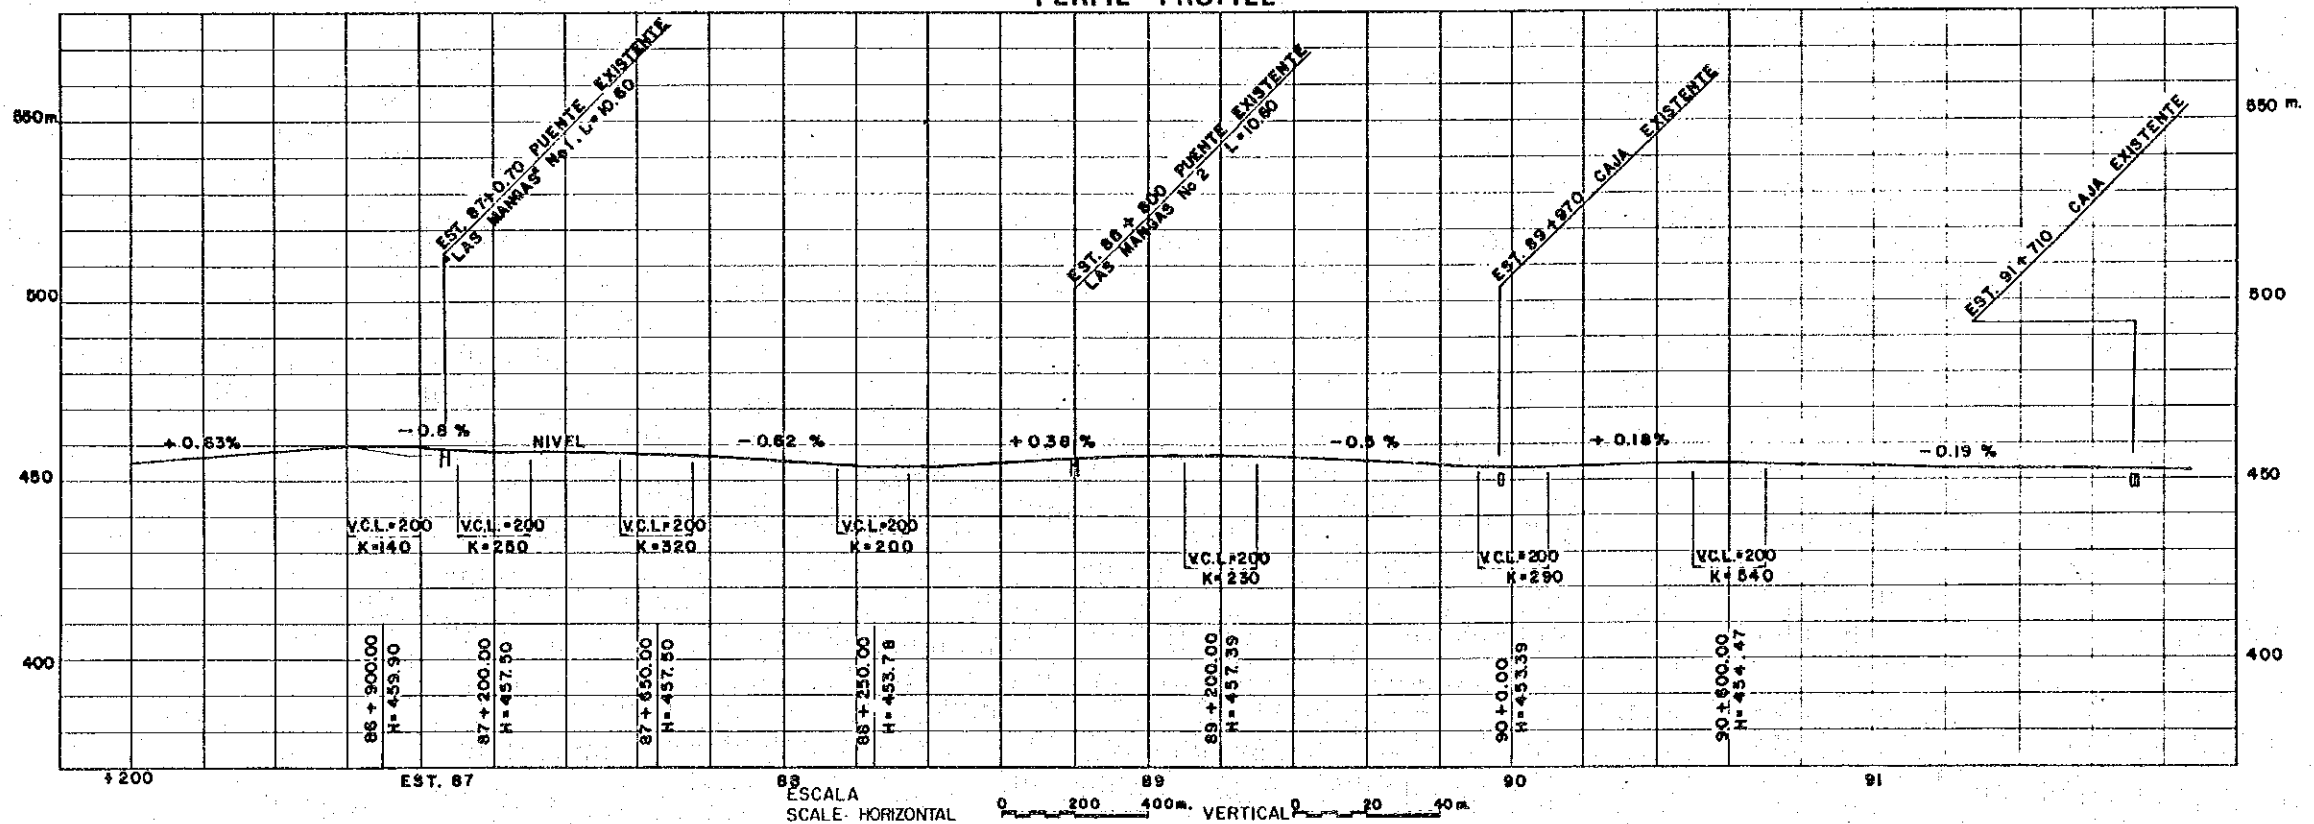 PERFIL PROFILE
EST. 87+0.70 PUENTE EXISTENTE
"LAS MANGAS" No 1. L=10.60
EST. 88 + 800 PUENTE EXISTENTE
LAS MANGAS No 2 L=10.60
EST. 89+970 CAJA EXISTENTE
EST. 91+710 CAJA EXISTENTE
550m
550 m.
500
500
450
450
400
400
+0.63%
-0.8 %
NIVEL
-0.62 %
+0.38 %
-0.5 %
+0.18%
-0.19 %
V.C.L.=200
K=140
V.C.L.=200
K=250
V.C.L=200
K=320
V.C.L=200
K=200
V.C.L=200
K=230
V.C.L=200
K=290
V.C.L=200
K=540
86 + 900.00
H=459.90
87 + 200.00
H=457.50
87 + 650.00
H=457.50
88 + 250.00
H=453.78
89 + 200.00
H=457.39
90 + 0.00
H=453.39
90 + 600.00
H=454.47
+200
EST. 87
88
89
90
91
ESCALA
SCALE- HORIZONTAL 0 200 400m. VERTICAL 0 20 40m